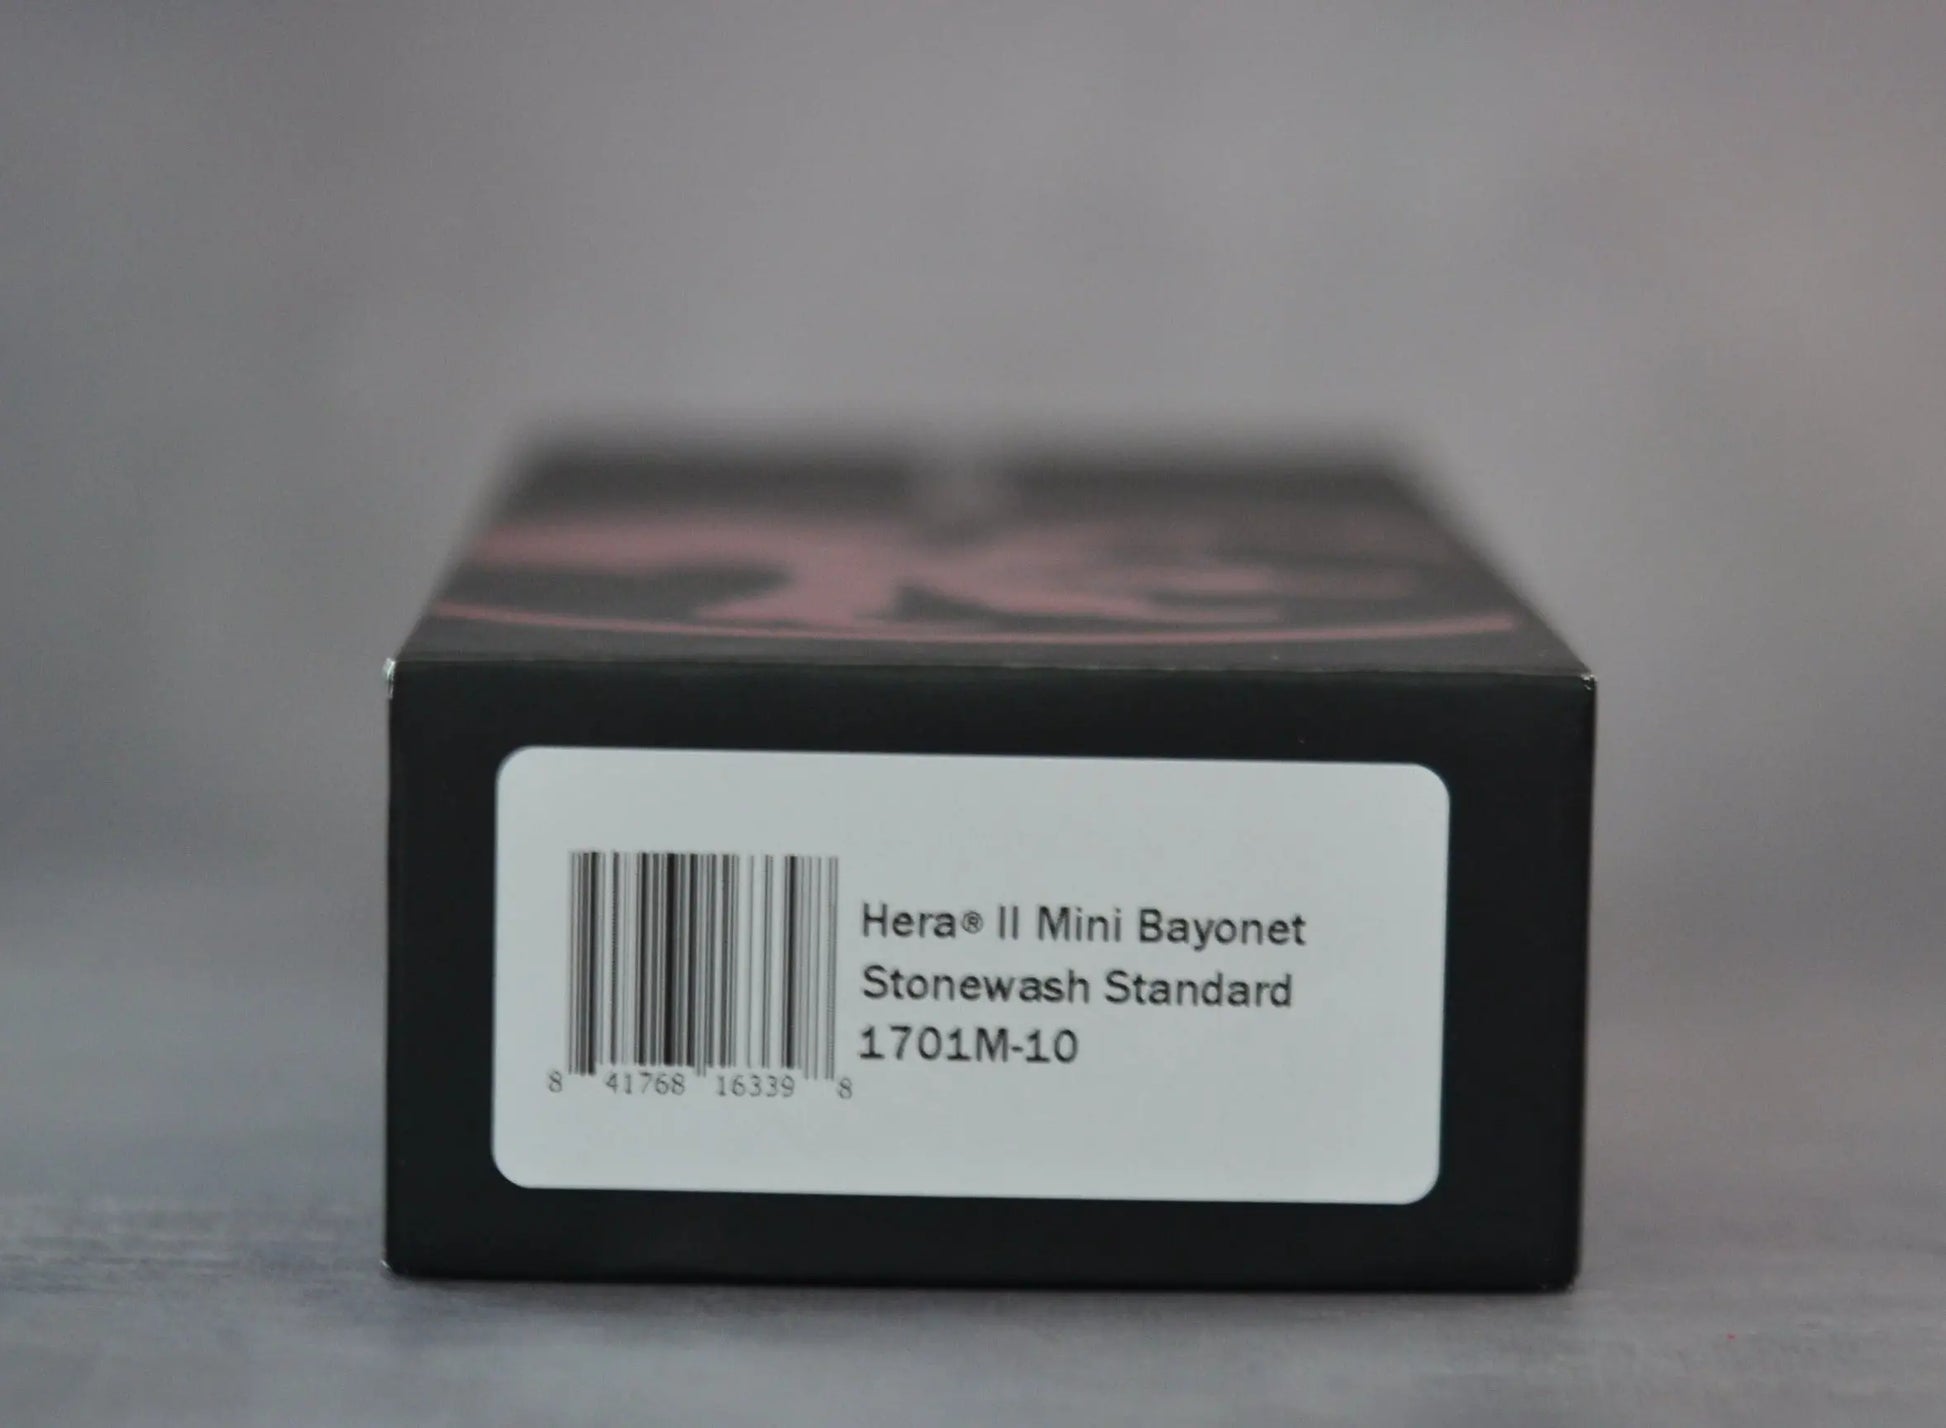 Hera® II Mini Bayonet
Stonewash Standard
1701M-10
8 41768 16339 8